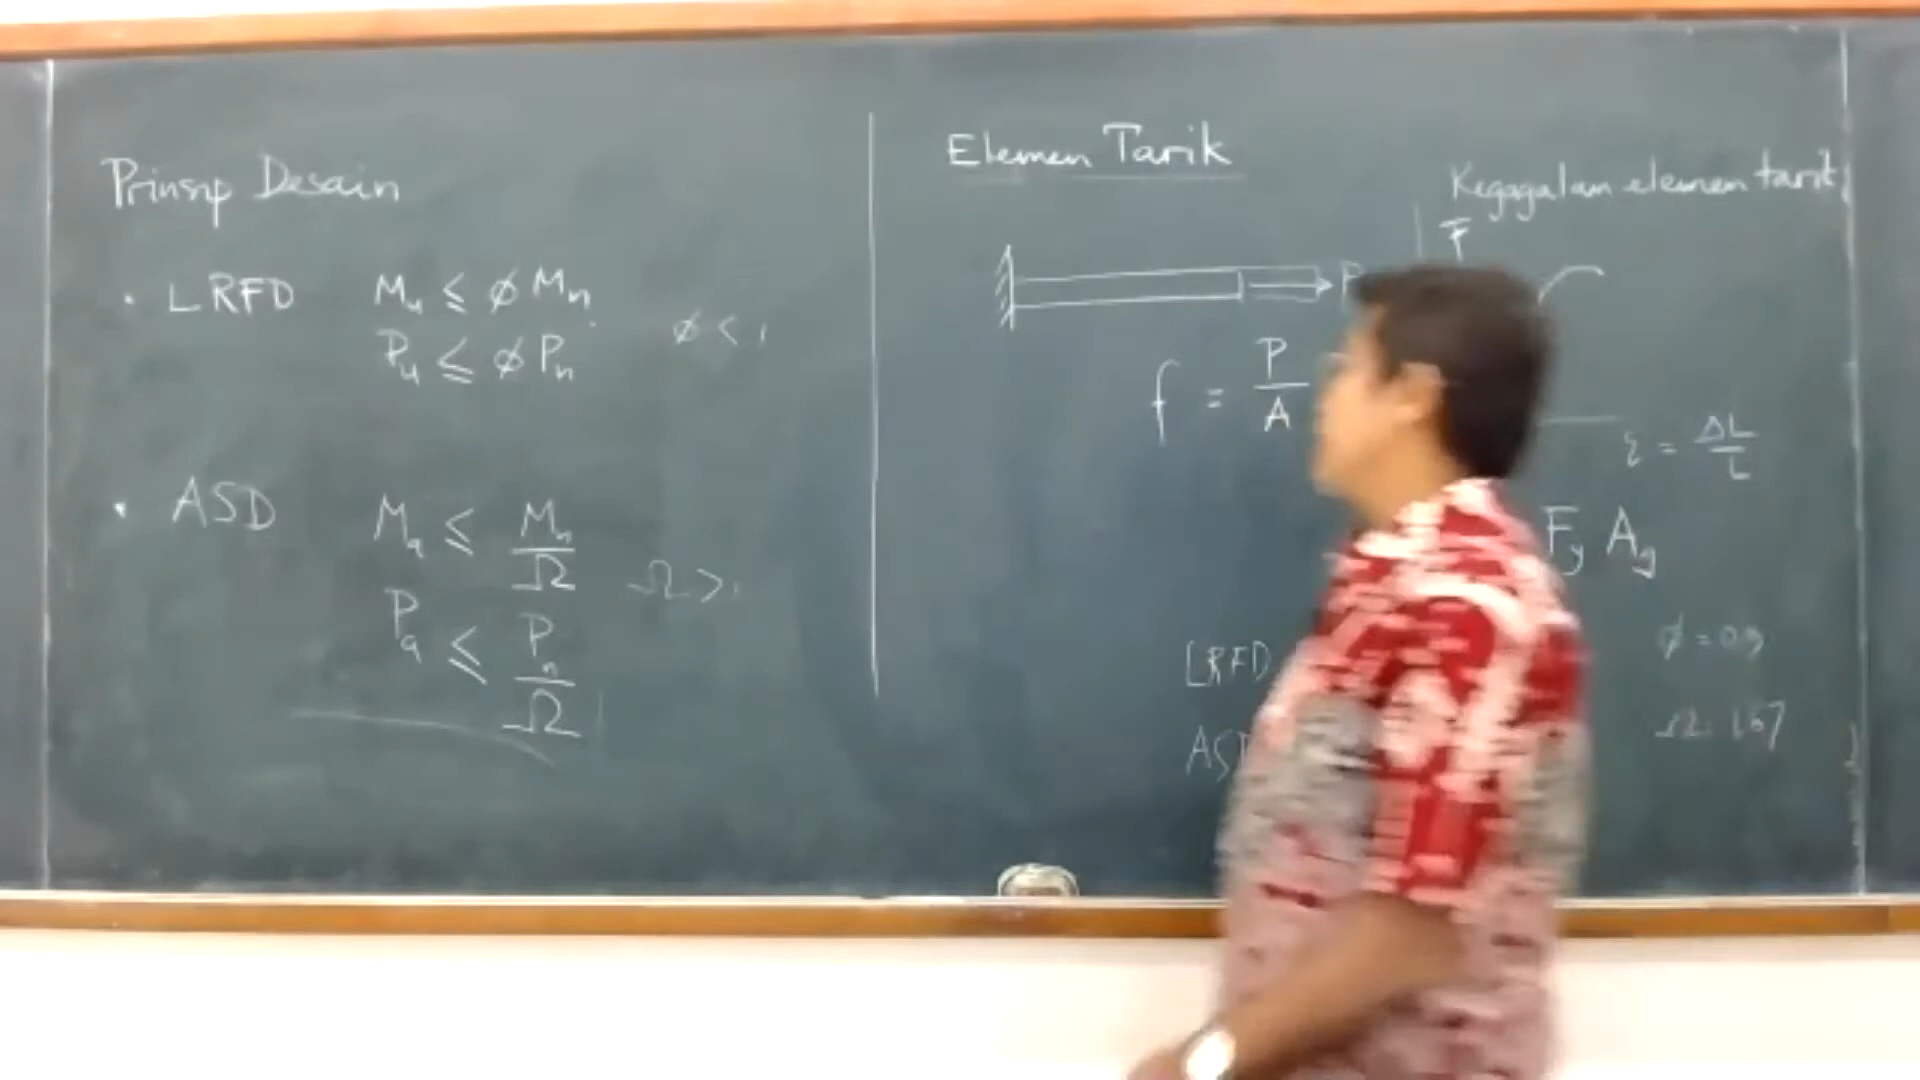 Prinsip Desain
• LRFD Mu ≤ ϕ Mn
Pu ≤ ϕ Pn
ϕ < 1
• ASD Ma ≤ Mn/Ω
Pa ≤ Pn/Ω
Ω > 1
Elemen Tarik
P
f = P/A
Kegagalan elemen tarik
F
ε = ΔL/L
Fy Ag
LRFD
ϕ = 0.9
ASD
Ω 1.67